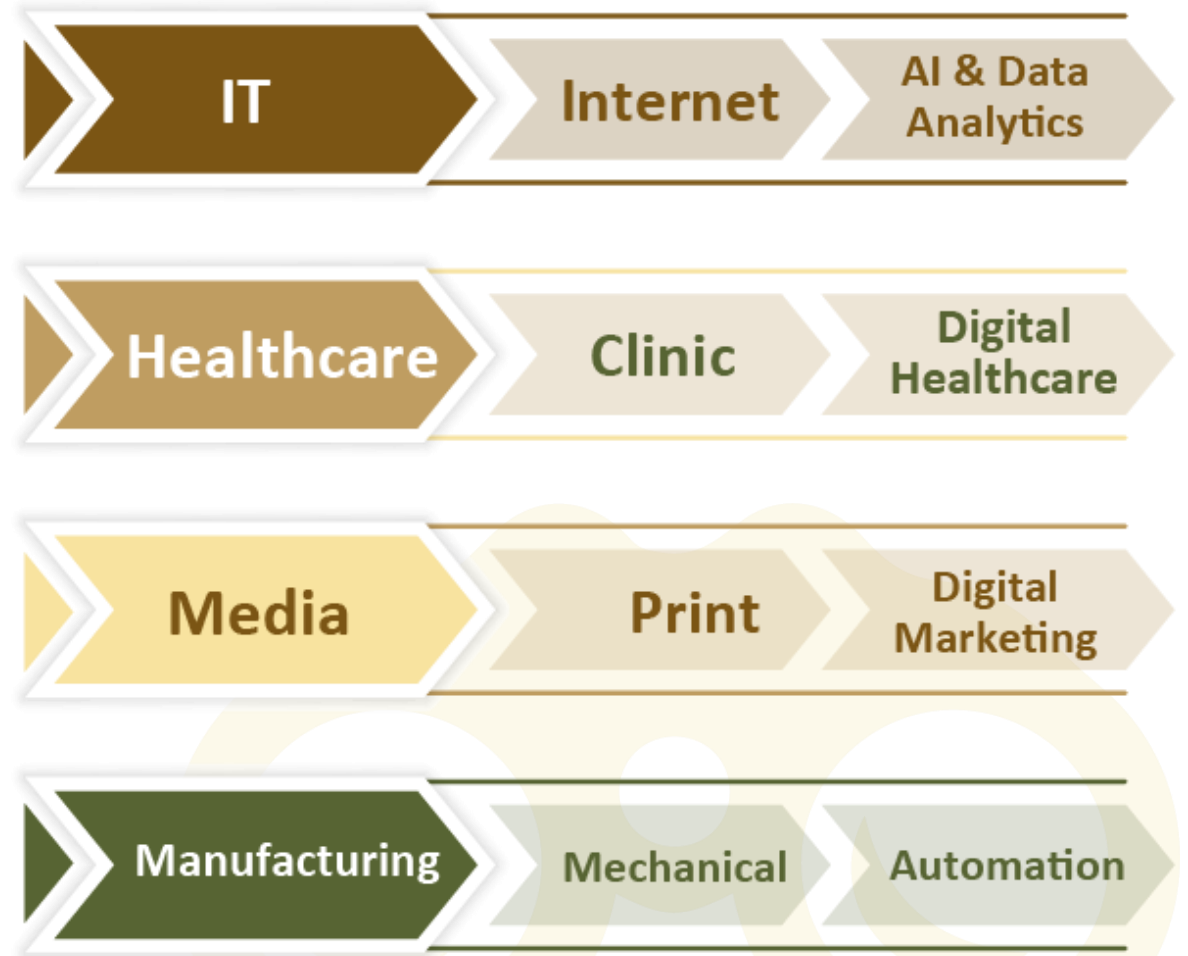 IT
Internet
AI & Data
Analytics
Healthcare
Clinic
Digital
Healthcare
Media
Print
Digital
Marketing
Manufacturing
Mechanical
Automation